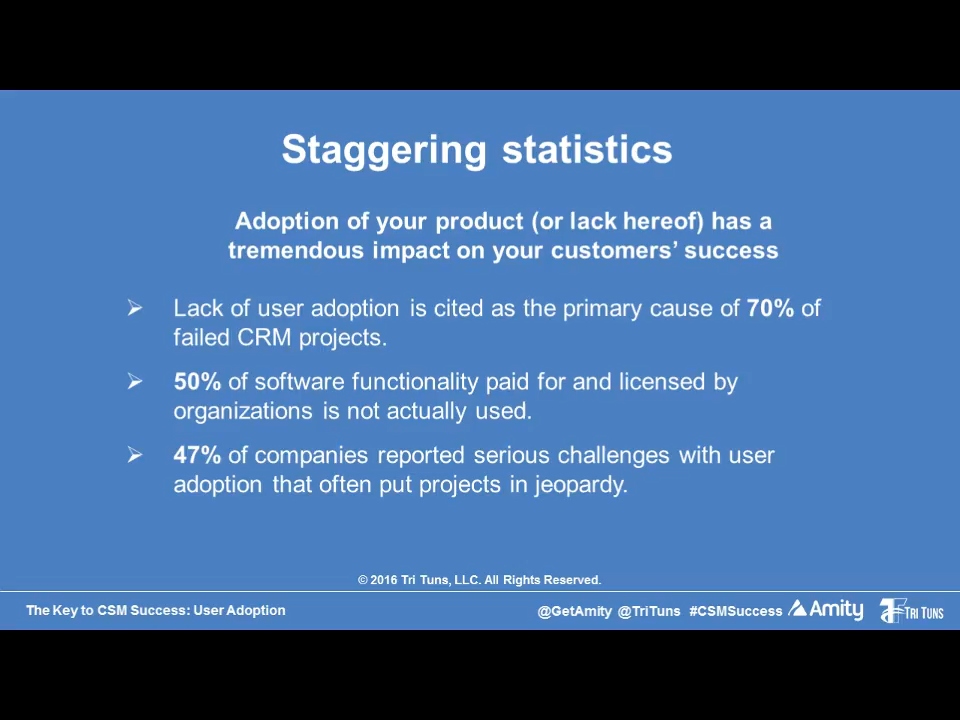 Staggering statistics
Adoption of your product (or lack hereof) has a
tremendous impact on your customers’ success
➢ Lack of user adoption is cited as the primary cause of 70% of
failed CRM projects.
➢ 50% of software functionality paid for and licensed by
organizations is not actually used.
➢ 47% of companies reported serious challenges with user
adoption that often put projects in jeopardy.
© 2016 Tri Tuns, LLC. All Rights Reserved.
The Key to CSM Success: User Adoption
@GetAmity @TriTuns #CSMSuccess Amity TRI TUNS